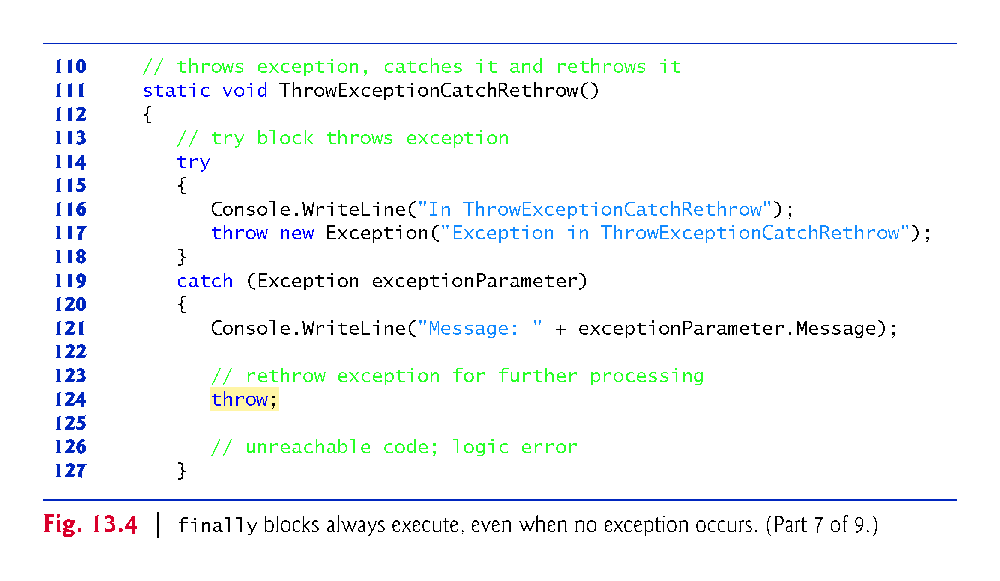 110 // throws exception, catches it and rethrows it
111 static void ThrowExceptionCatchRethrow()
112 {
113 // try block throws exception
114 try
115 {
116 Console.WriteLine("In ThrowExceptionCatchRethrow");
117 throw new Exception("Exception in ThrowExceptionCatchRethrow");
118 }
119 catch (Exception exceptionParameter)
120 {
121 Console.WriteLine("Message: " + exceptionParameter.Message);
122
123 // rethrow exception for further processing
124 throw;
125
126 // unreachable code; logic error
127 }
Fig. 13.4 | finally blocks always execute, even when no exception occurs. (Part 7 of 9.)